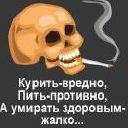 Курить-вредно,
Пить-противно,
А умирать здоровым-
жалко...